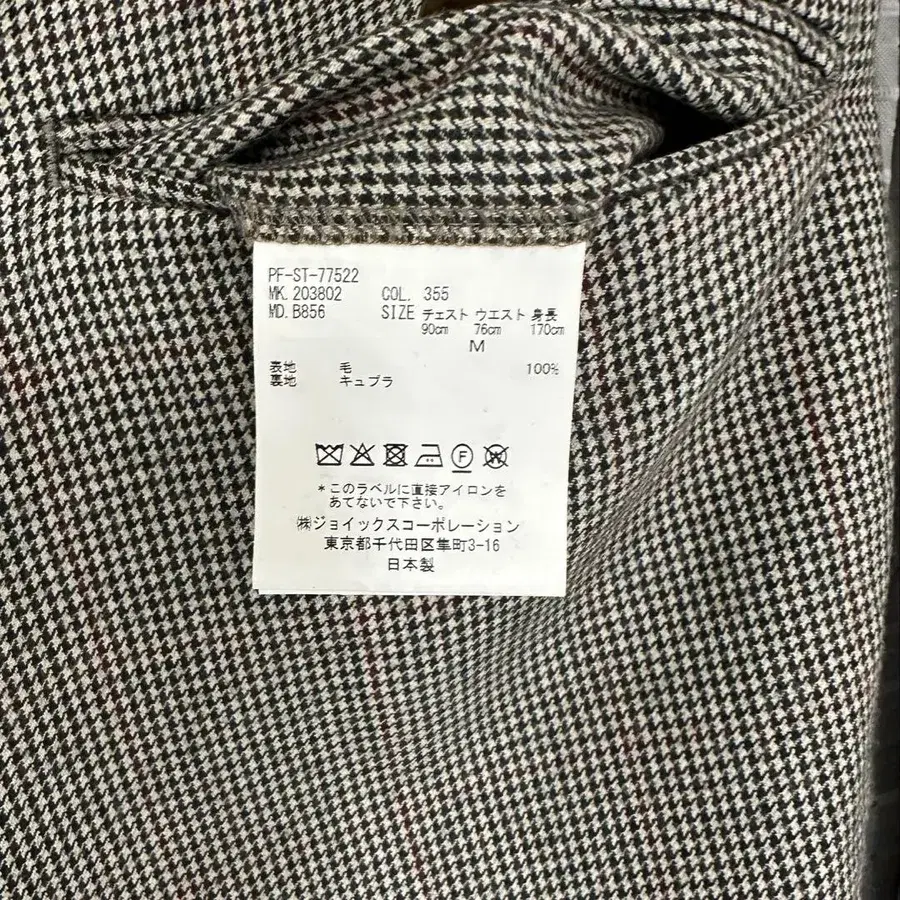 PF-ST-77522
MK.203802 COL. 355
MD.B856 SIZE チェスト ウエスト 身長
90cm 76cm 170cm
M
表地 毛 100%
裏地 キュプラ
F
W
*このラベルに直接アイロンを
あてないで下さい。
㈱ジョイックスコーポレーション
東京都千代田区隼町3-16
日本製